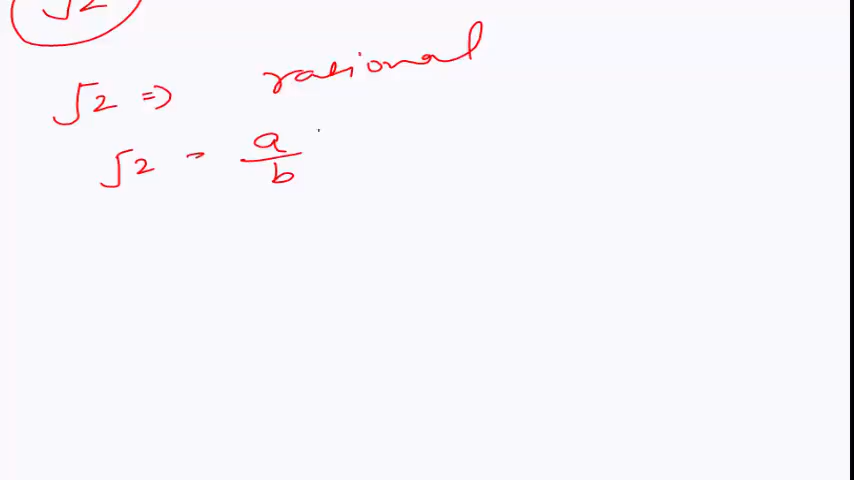 √2
√2 => rational
√2 = a/b